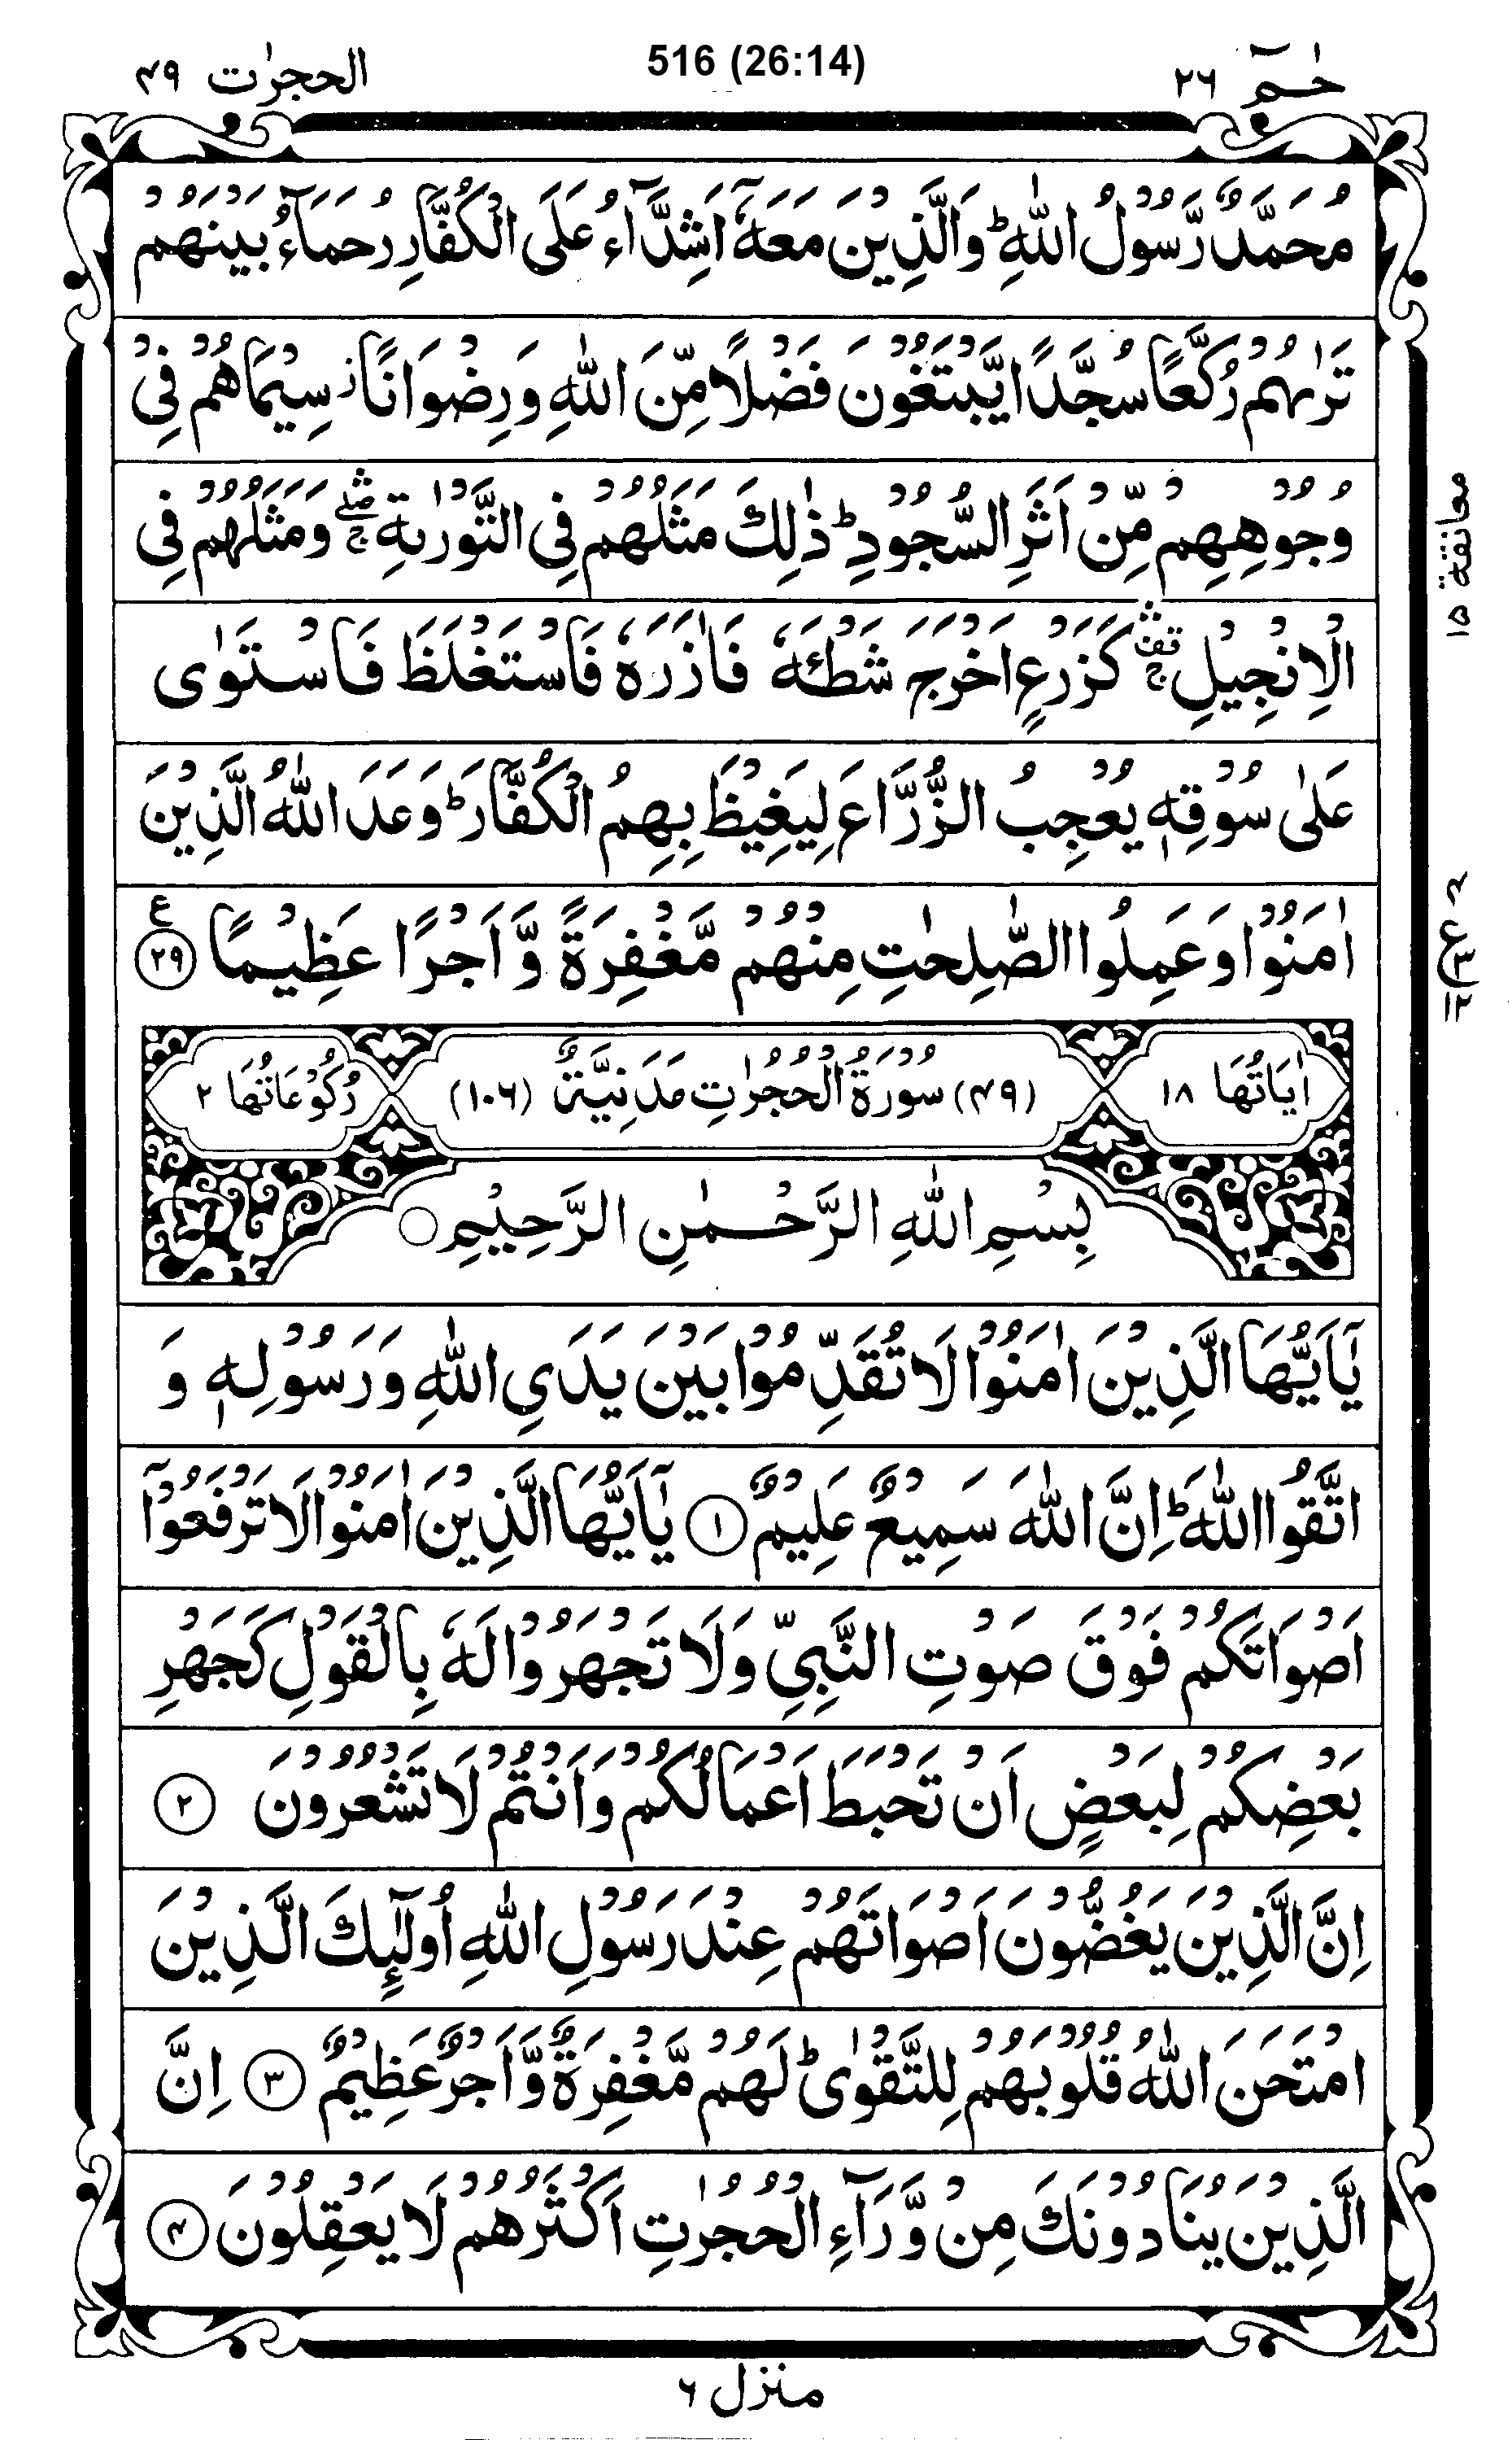 حٰمٓ ٢٦
516 (26:14)
الحجرٰت ٤٩
مُحَمَّدٌ رَّسُوْلُ اللّٰهِ ؕ وَالَّذِيْنَ مَعَهٗٓ اَشِدَّآءُ عَلَى الْكُفَّارِ رُحَمَآءُ بَيْنَهُمْ
تَرٰىهُمْ رُكَّعًا سُجَّدًا يَّبْتَغُوْنَ فَضْلًا مِّنَ اللّٰهِ وَرِضْوَانًا ز سِيْمَاهُمْ فِيْ
وُجُوْهِهِمْ مِّنْ اَثَرِ السُّجُوْدِ ؕ ذٰلِكَ مَثَلُهُمْ فِي التَّوْرٰىةِ ۛۖۚ وَمَثَلُهُمْ فِي
الْاِنْجِيْلِ ۛۚ كَزَرْعٍ اَخْرَجَ شَطْـَٔهٗ فَاٰزَرَهٗ فَاسْتَغْلَظَ فَاسْتَوٰى
عَلٰى سُوْقِهٖ يُعْجِبُ الزُّرَّاعَ لِيَغِيْظَ بِهِمُ الْكُفَّارَ ؕ وَعَدَ اللّٰهُ الَّذِيْنَ
اٰمَنُوْا وَعَمِلُوا الصّٰلِحٰتِ مِنْهُمْ مَّغْفِرَةً وَّاَجْرًا عَظِيْمًا ع ٢٩
اٰيَاتُهَا ١٨ (٤٩) سُوْرَةُ الْحُجُرٰتِ مَدَنِيَّةٌ (١٠٦) رُكُوْعَاتُهَا ٢
بِسْمِ اللّٰهِ الرَّحْمٰنِ الرَّحِيْمِ
يٰٓاَيُّهَا الَّذِيْنَ اٰمَنُوْا لَا تُقَدِّمُوْا بَيْنَ يَدَيِ اللّٰهِ وَرَسُوْلِهٖ وَ
اتَّقُوا اللّٰهَ ؕ اِنَّ اللّٰهَ سَمِيْعٌ عَلِيْمٌ ١ يٰٓاَيُّهَا الَّذِيْنَ اٰمَنُوْا لَا تَرْفَعُوْٓا
اَصْوَاتَكُمْ فَوْقَ صَوْتِ النَّبِيِّ وَلَا تَجْهَرُوْا لَهٗ بِالْقَوْلِ كَجَهْرِ
بَعْضِكُمْ لِبَعْضٍ اَنْ تَحْبَطَ اَعْمَالُكُمْ وَاَنْتُمْ لَا تَشْعُرُوْنَ ٢
اِنَّ الَّذِيْنَ يَغُضُّوْنَ اَصْوَاتَهُمْ عِنْدَ رَسُوْلِ اللّٰهِ اُولٰٓئِكَ الَّذِيْنَ
امْتَحَنَ اللّٰهُ قُلُوْبَهُمْ لِلتَّقْوٰى ؕ لَهُمْ مَّغْفِرَةٌ وَّاَجْرٌ عَظِيْمٌ ٣ اِنَّ
الَّذِيْنَ يُنَادُوْنَكَ مِنْ وَّرَآءِ الْحُجُرٰتِ اَكْثَرُهُمْ لَا يَعْقِلُوْنَ ٤
معانقة ١٥
٤ ع ٣ ١٢
منزل ٦